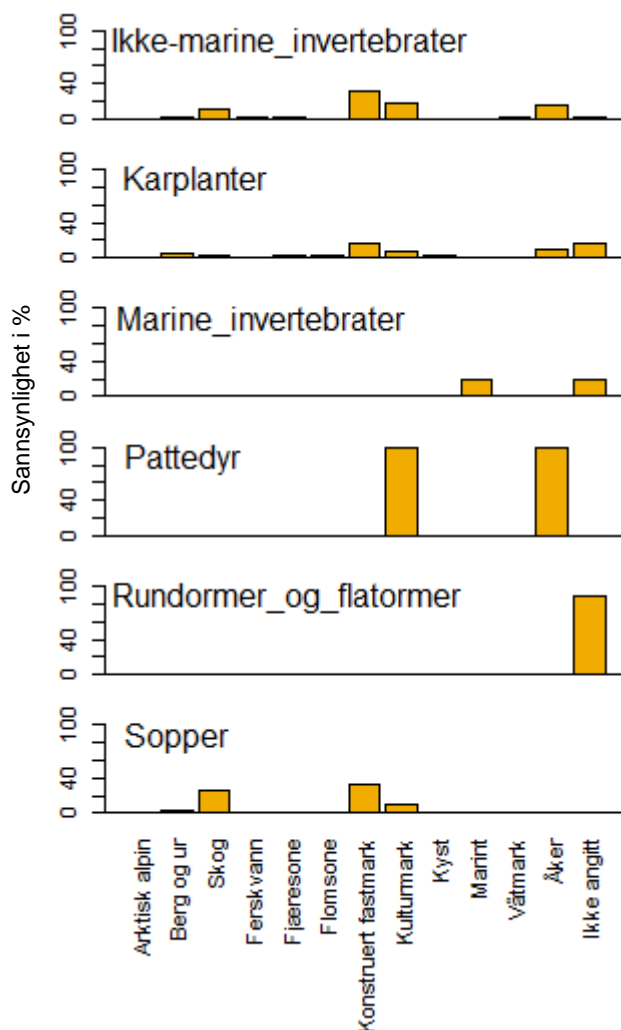 Sannsynlighet i %
100
40
0
Ikke-marine_invertebrater
100
40
0
Karplanter
100
40
0
Marine_invertebrater
100
40
0
Pattedyr
100
40
0
Rundormer_og_flatormer
100
40
0
Sopper
Arktisk alpin
Berg og ur
Skog
Ferskvann
Fjæresone
Flomsone
Konstruert fastmark
Kulturmark
Kyst
Marint
Våtmark
Åker
Ikke angitt